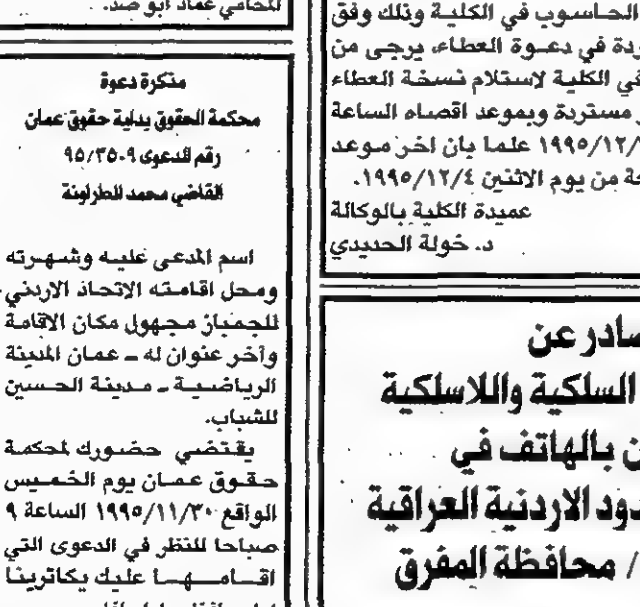 المحامي عماد ابو صد.
مذكرة دعوة
محكمة الحقوق بداية حقوق عمان
رقم الدعوى ٩٥/٣٥٠٩
القاضي محمد الطراونة
اسم المدعى عليه وشهرته
ومحل اقامته الاتحاد الاردني
للجمباز مجهول مكان الاقامة
وآخر عنوان له ـ عمان المدينة
الرياضية ـ مدينة الحسين
للشباب.
يقتضي حضورك لمحكمة
حقوق عمان يوم الخميس
الواقع ١٩٩٥/١١/٣٠ الساعة ٩
صباحا للنظر في الدعوى التي
اقامها عليك يكاترينا
الحاسوب في الكلية وذلك وفق
ودة في دعوة العطاء، يرجى من
في الكلية لاستلام نسخة العطاء
مستردة وبموعد اقصاه الساعة
١٩٩٥/١٢/ علما بان اخر موعد
من يوم الاثنين ١٩٩٥/١٢/٤.
عميدة الكلية بالوكالة
د. خولة الحديدي
صادر عن
السلكية واللاسلكية
بالهاتف في
دود الاردنية العراقية
/ محافظة المفرق